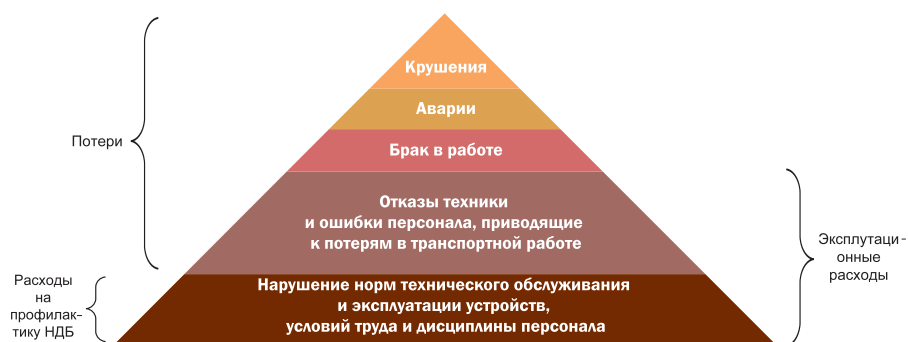 Крушения
Аварии
Брак в работе
Отказы техники
и ошибки персонала, приводящие
к потерям в транспортной работе
Нарушение норм технического обслуживания
и эксплуатации устройств,
условий труда и дисциплины персонала
Потери
Расходы
на
профилак-
тику НДБ
Эксплутаци-
онные
расходы